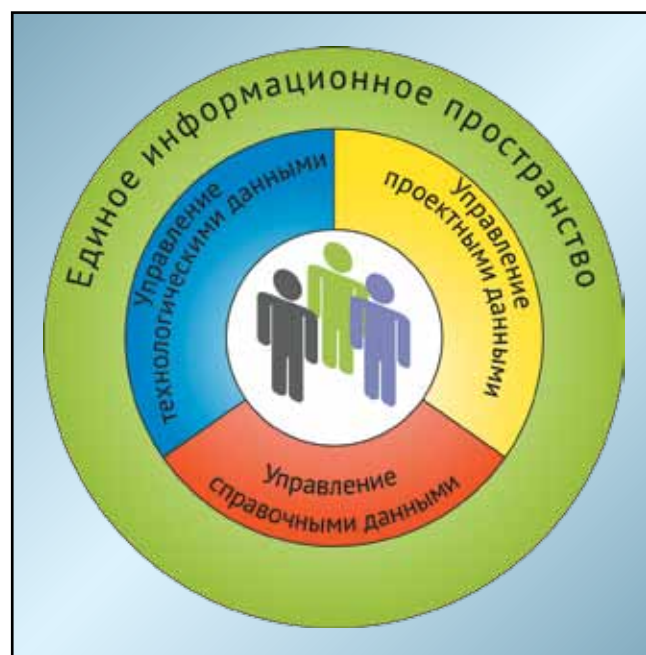 Единое информационное пространство
Управление
технологическими данными
Управление
проектными данными
Управление
справочными данными